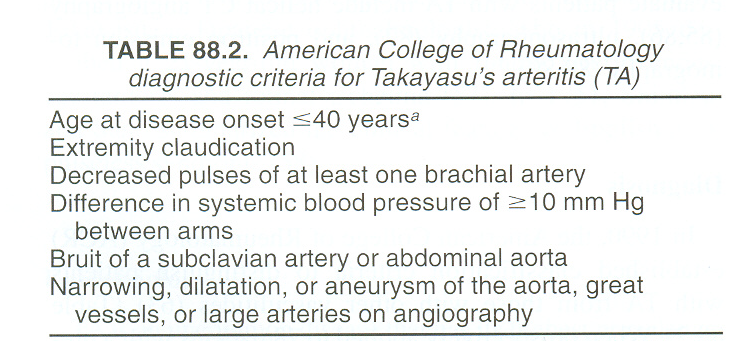 TABLE 88.2. American College of Rheumatology
diagnostic criteria for Takayasu's arteritis (TA)
Age at disease onset ≤40 yearsa
Extremity claudication
Decreased pulses of at least one brachial artery
Difference in systemic blood pressure of ≥10 mm Hg
between arms
Bruit of a subclavian artery or abdominal aorta
Narrowing, dilatation, or aneurysm of the aorta, great
vessels, or large arteries on angiography